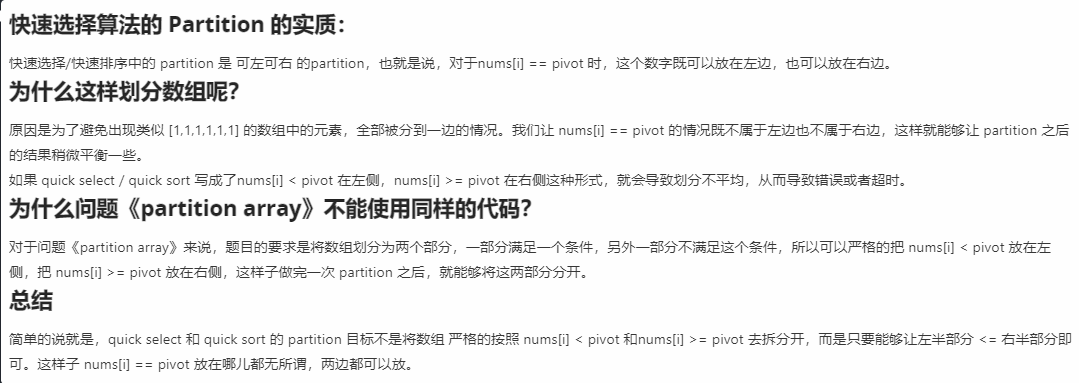 快速选择算法的 Partition 的实质：
快速选择/快速排序中的 partition 是 可左可右 的partition，也就是说，对于nums[i] == pivot 时，这个数字既可以放在左边，也可以放在右边。
为什么这样划分数组呢？
原因是为了避免出现类似 [1,1,1,1,1,1] 的数组中的元素，全部被分到一边的情况。我们让 nums[i] == pivot 的情况既不属于左边也不属于右边，这样就能够让 partition 之后
的结果稍微平衡一些。
如果 quick select / quick sort 写成了nums[i] < pivot 在左侧，nums[i] >= pivot 在右侧这种形式，就会导致划分不平均，从而导致错误或者超时。
为什么问题《partition array》不能使用同样的代码？
对于问题《partition array》来说，题目的要求是将数组划分为两个部分，一部分满足一个条件，另外一部分不满足这个条件，所以可以严格的把 nums[i] < pivot 放在左
侧，把 nums[i] >= pivot 放在右侧，这样子做完一次 partition 之后，就能够将这两部分分开。
总结
简单的说就是，quick select 和 quick sort 的 partition 目标不是将数组 严格的按照 nums[i] < pivot 和nums[i] >= pivot 去拆分开，而是只要能够让左半部分 <= 右半部分即
可。这样子 nums[i] == pivot 放在哪儿都无所谓，两边都可以放。